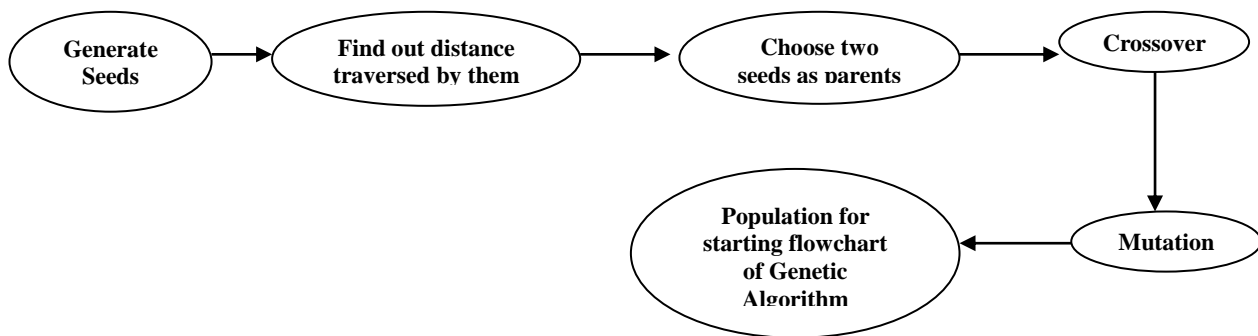 Generate
Seeds
Find out distance
traversed by them
Choose two
seeds as parents
Crossover
Mutation
Population for
starting flowchart
of Genetic
Algorithm